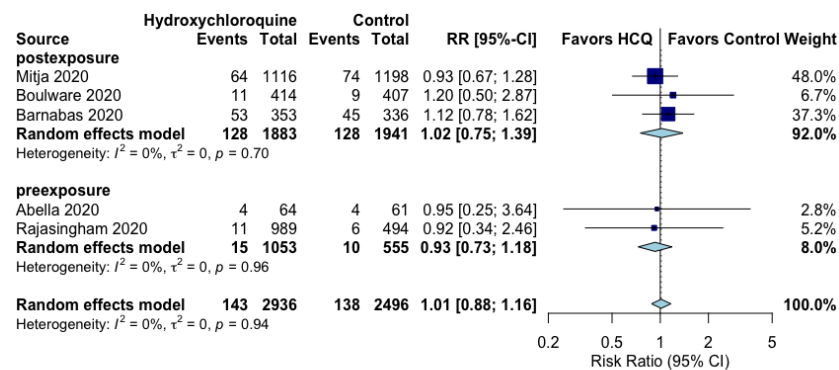 Hydroxychloroquine Control
Source Events Total Events Total RR [95%-CI] Favors HCQ Favors Control Weight
postexposure
Mitja 2020 64 1116 74 1198 0.93 [0.67; 1.28] 48.0%
Boulware 2020 11 414 9 407 1.20 [0.50; 2.87] 6.7%
Barnabas 2020 53 353 45 336 1.12 [0.78; 1.62] 37.3%
Random effects model 128 1883 128 1941 1.02 [0.75; 1.39] 92.0%
Heterogeneity: I² = 0%, τ² = 0, p = 0.70
preexposure
Abella 2020 4 64 4 61 0.95 [0.25; 3.64] 2.8%
Rajasingham 2020 11 989 6 494 0.92 [0.34; 2.46] 5.2%
Random effects model 15 1053 10 555 0.93 [0.73; 1.18] 8.0%
Heterogeneity: I² = 0%, τ² = 0, p = 0.96
Random effects model 143 2936 138 2496 1.01 [0.88; 1.16] 100.0%
Heterogeneity: I² = 0%, τ² = 0, p = 0.94
0.2 0.5 1 2 5
Risk Ratio (95% CI)